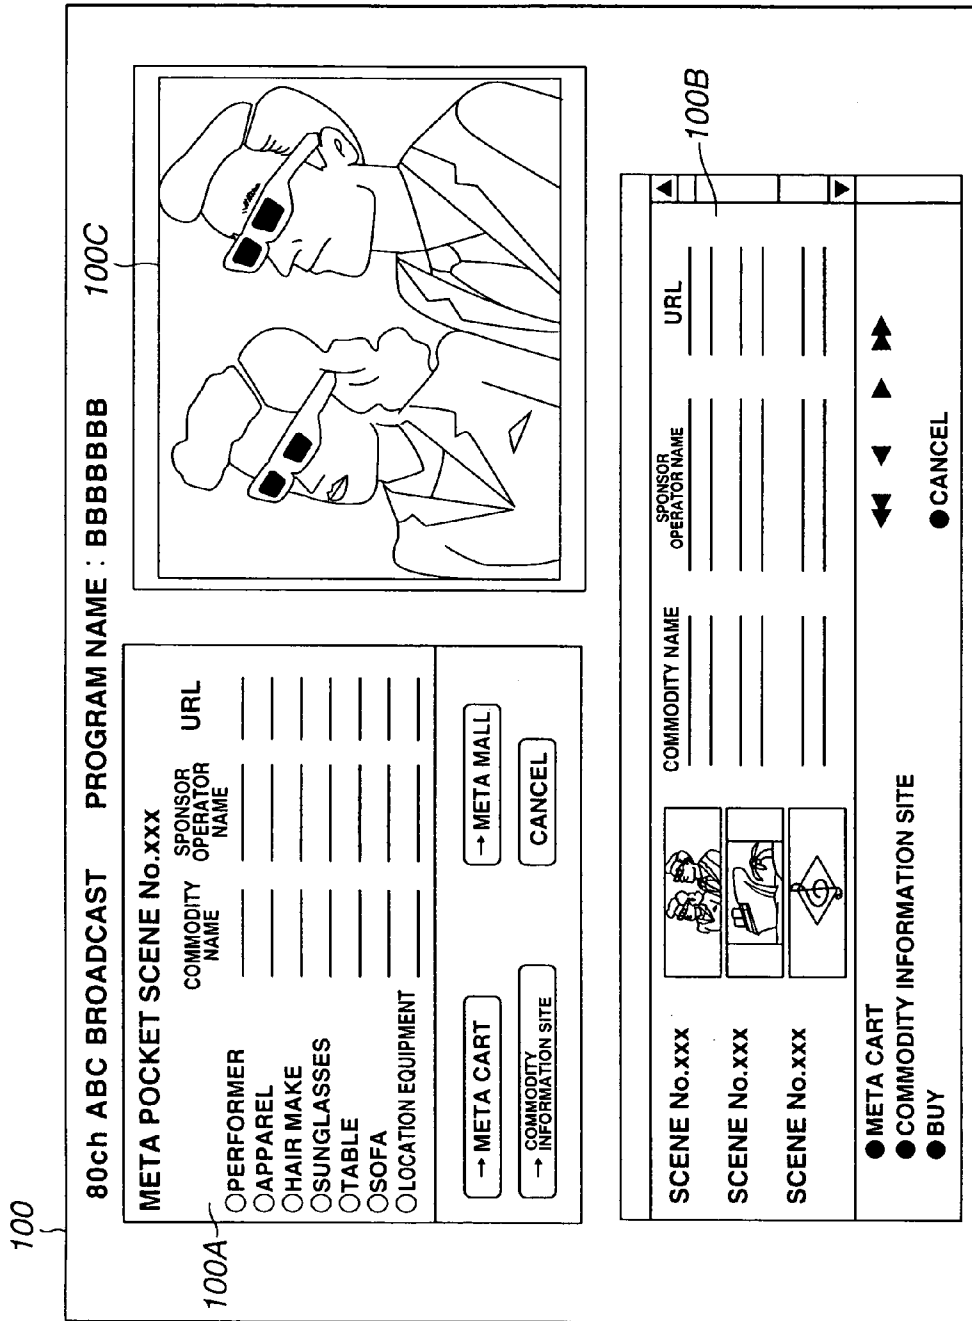 100
80ch ABC BROADCAST PROGRAM NAME : BBBBBBB
100A
META POCKET SCENE No.xxx
COMMODITY NAME
SPONSOR OPERATOR NAME
URL
○PERFORMER
○APPAREL
○HAIR MAKE
○SUNGLASSES
○TABLE
○SOFA
○LOCATION EQUIPMENT
→ META CART
→ META MALL
→ COMMODITY INFORMATION SITE
CANCEL
100C
100B
COMMODITY NAME
SPONSOR OPERATOR NAME
URL
SCENE No.xxx
SCENE No.xxx
SCENE No.xxx
●META CART
●COMMODITY INFORMATION SITE
●BUY
●CANCEL